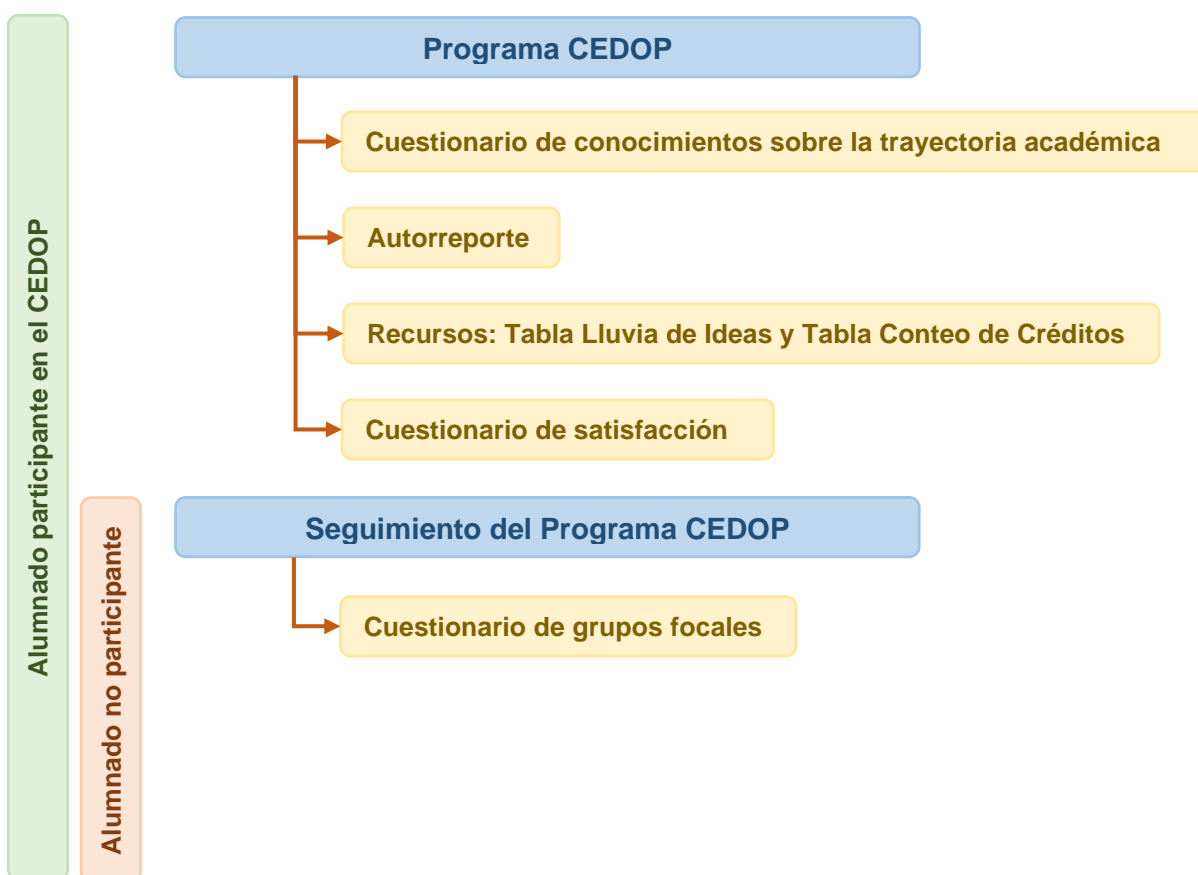 Alumnado participante en el CEDOP
Programa CEDOP
Cuestionario de conocimientos sobre la trayectoria académica
Autorreporte
Recursos: Tabla Lluvia de Ideas y Tabla Conteo de Créditos
Cuestionario de satisfacción
Alumnado no participante
Seguimiento del Programa CEDOP
Cuestionario de grupos focales